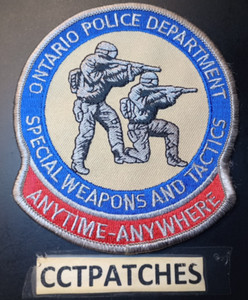 ONTARIO POLICE DEPARTMENT
SPECIAL WEAPONS AND TACTICS
ANYTIME-ANYWHERE
CCTPATCHES